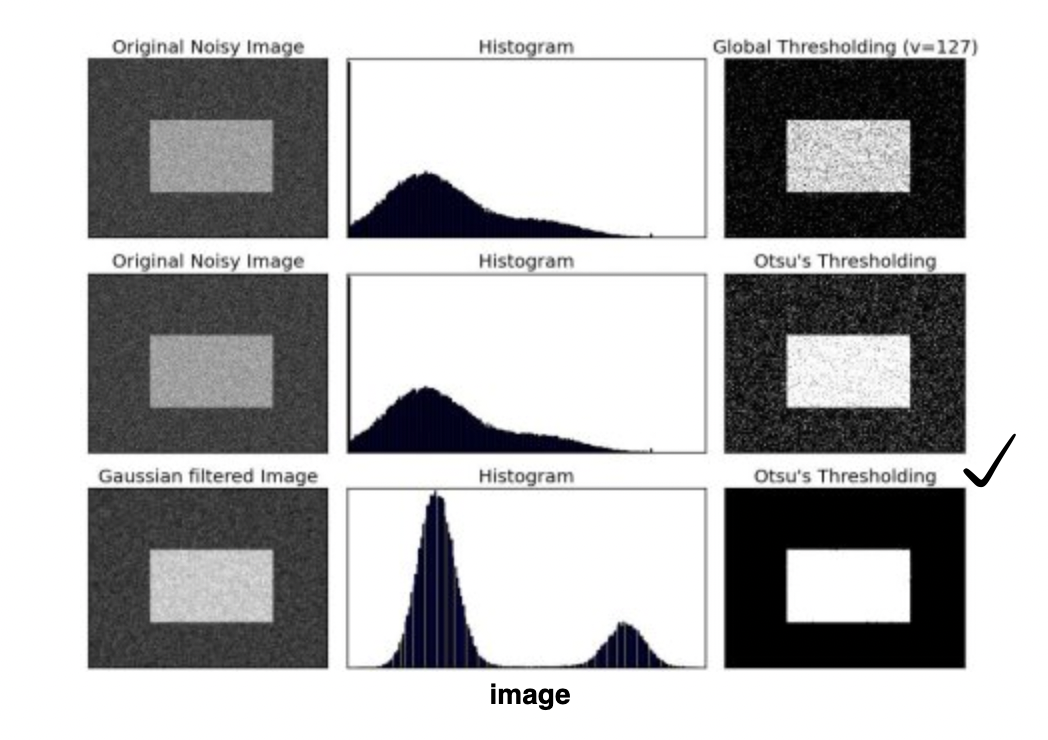 Original Noisy Image Histogram Global Thresholding (v=127)
Original Noisy Image Histogram Otsu's Thresholding
Gaussian filtered Image Histogram Otsu's Thresholding
image